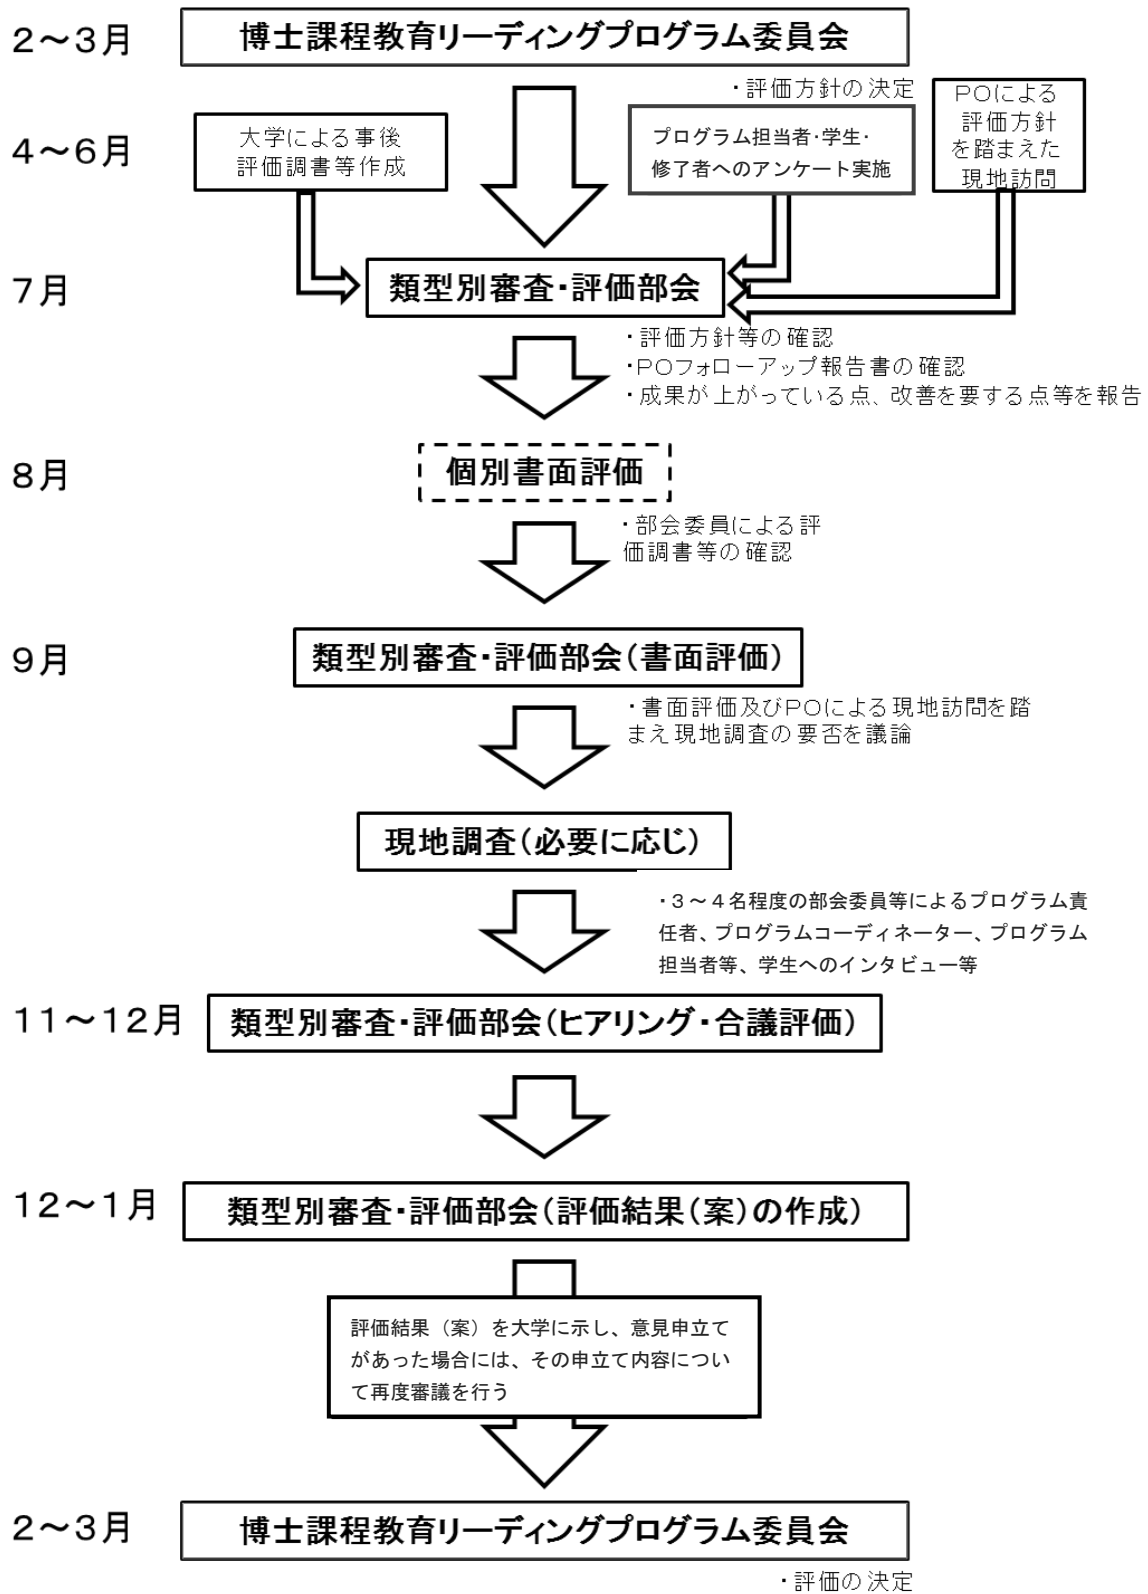 2～3月
博士課程教育リーディングプログラム委員会
・評価方針の決定
4～6月
大学による事後
評価調書等作成
プログラム担当者・学生・
修了者へのアンケート実施
POによる
評価方針
を踏まえた
現地訪問
7月
類型別審査・評価部会
・評価方針等の確認
・POフォローアップ報告書の確認
・成果が上がっている点、改善を要する点等を報告
8月
個別書面評価
・部会委員による評
価調書等の確認
9月
類型別審査・評価部会（書面評価）
・書面評価及びPOによる現地訪問を踏
まえ現地調査の要否を議論
現地調査（必要に応じ）
・３～４名程度の部会委員等によるプログラム責
任者、プログラムコーディネーター、プログラム
担当者等、学生へのインタビュー等
11～12月
類型別審査・評価部会（ヒアリング・合議評価）
12～1月
類型別審査・評価部会（評価結果（案）の作成）
評価結果（案）を大学に示し、意見申立て
があった場合には、その申立て内容につい
て再度審議を行う
2～3月
博士課程教育リーディングプログラム委員会
・評価の決定